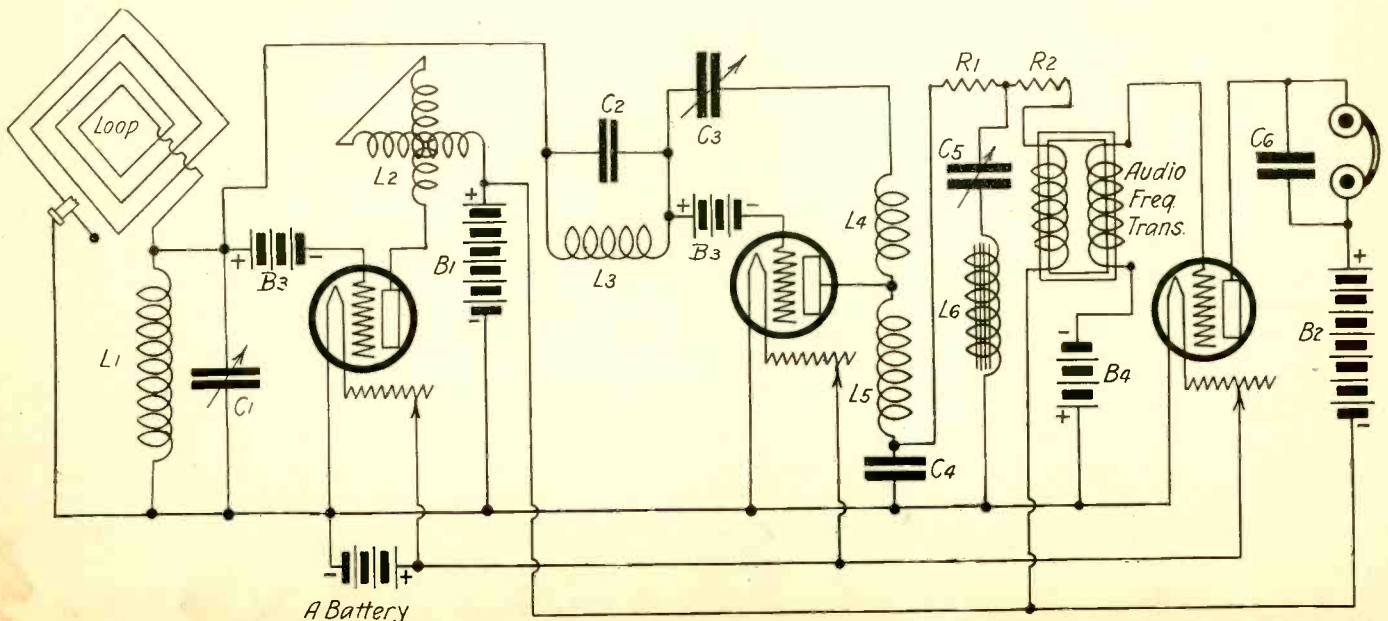 Loop
L1
+
-
B3
C1
L2
+
B1
-
C2
L3
C3
+
-
B3
L4
L5
C4
R1
R2
C5
L6
Audio
Freq.
Trans.
-
B4
+
C6
+
B2
-
-
+
A Battery